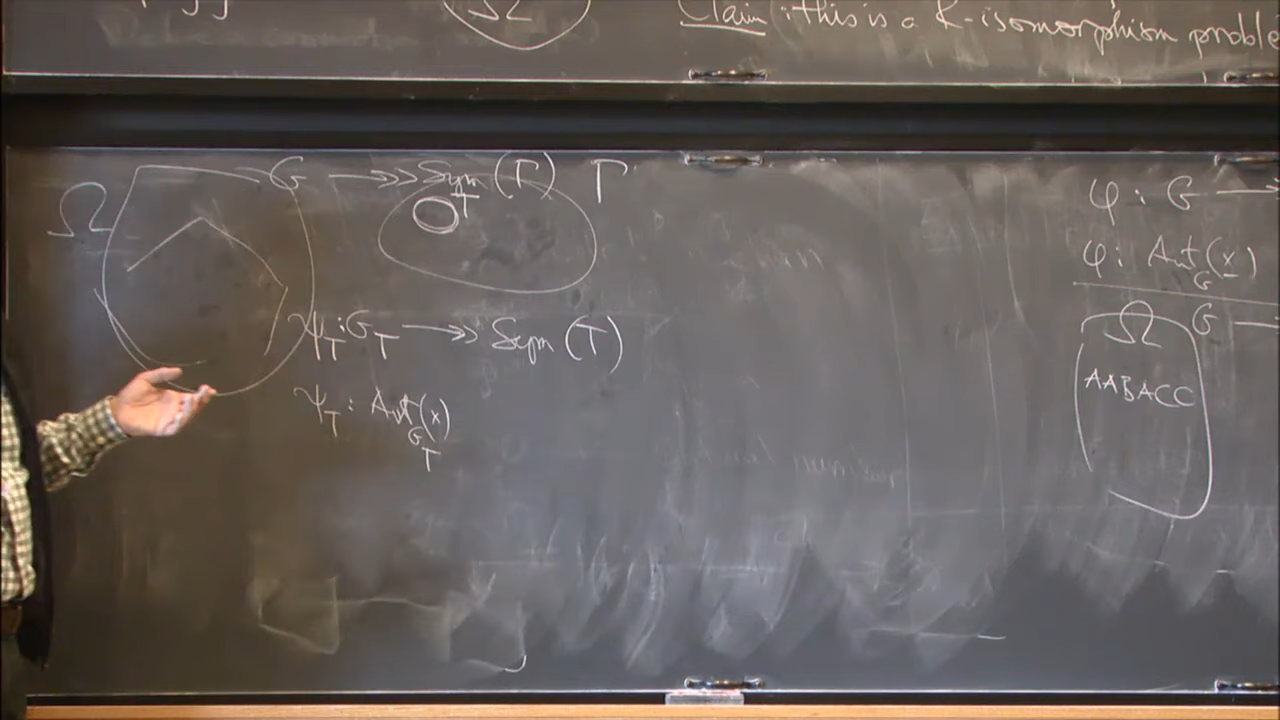 Ω
Claim : this is a K-isomorphism proble
Ω G →>> Sym (Γ) Γ
T
ψ_T : G_T →>> Sym (T)
ψ_T : Aut_{G_T}(x)
φ : G →
φ : Aut_G(x)
Ω G —
AABACC